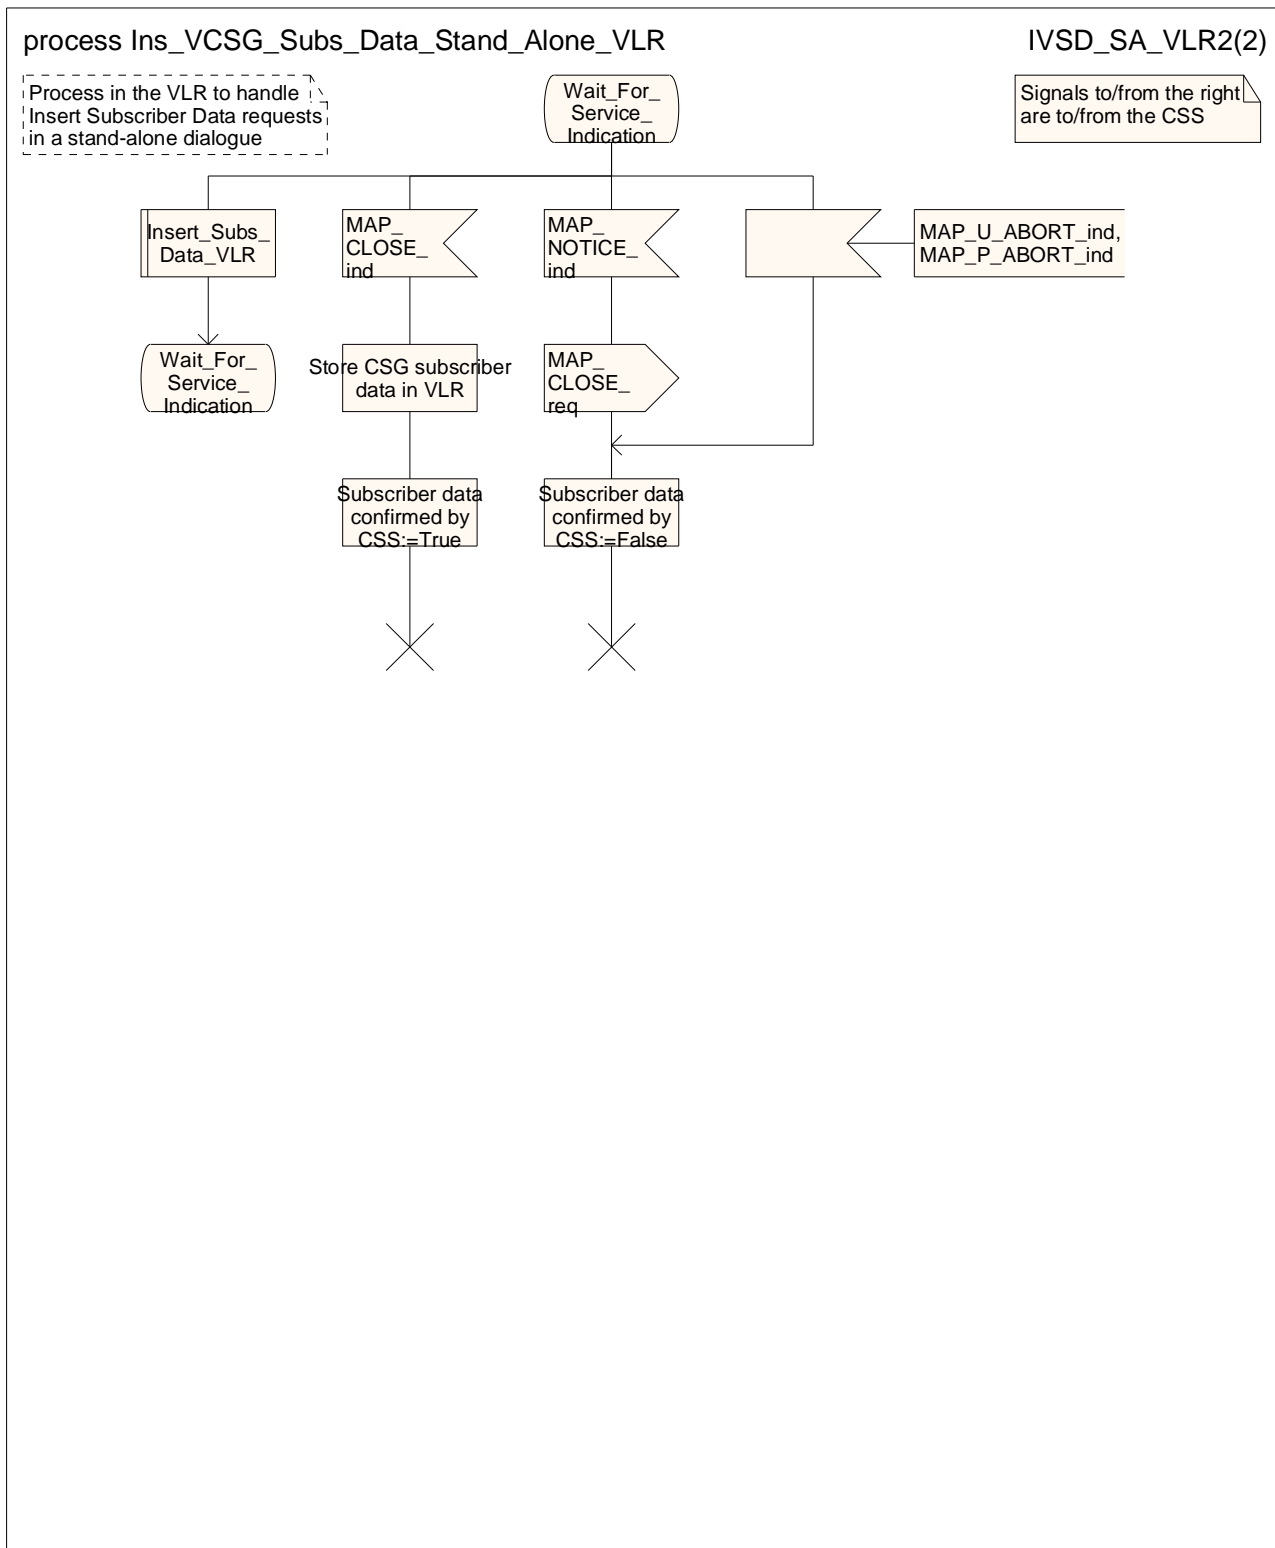 process Ins_VCSG_Subs_Data_Stand_Alone_VLR
IVSD_SA_VLR2(2)
Process in the VLR to handle
Insert Subscriber Data requests
in a stand-alone dialogue
Wait_For_
Service_
Indication
Signals to/from the right
are to/from the CSS
Insert_Subs_
Data_VLR
MAP_
CLOSE_
ind
MAP_
NOTICE_
ind
MAP_U_ABORT_ind,
MAP_P_ABORT_ind
Wait_For_
Service_
Indication
Store CSG subscriber
data in VLR
MAP_
CLOSE_
req
Subscriber data
confirmed by
CSS:=True
Subscriber data
confirmed by
CSS:=False